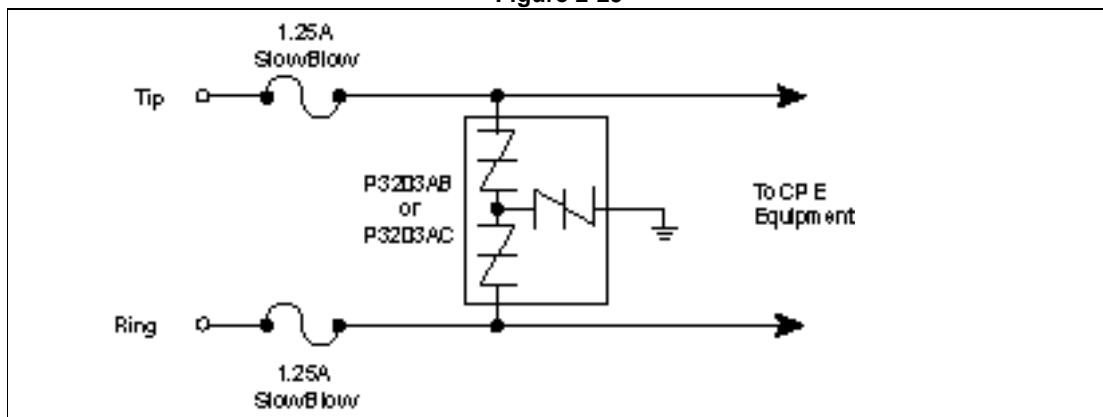 1.25A
SlowBlow
Tip
P3203AB
or
P3203AC
To CPE
Equipment
Ring
1.25A
SlowBlow